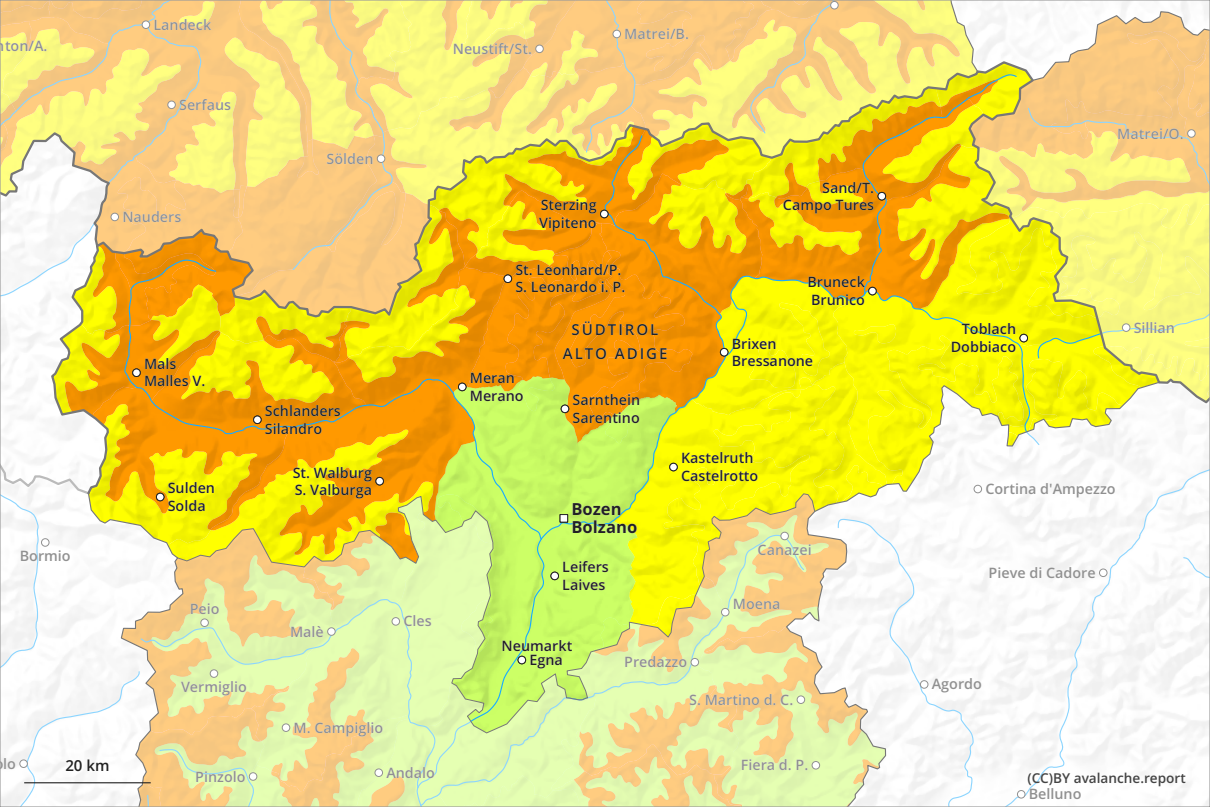 Landeck
ton/A.
Neustift/St.
Matrei/B.
Serfaus
Matrei/O.
Sölden
Nauders
Sand/T.
Campo Tures
Sterzing
Vipiteno
St. Leonhard/P.
S. Leonardo i. P.
Bruneck
Brunico
SÜDTIROL
ALTO ADIGE
Toblach
Dobbiaco
Sillian
Brixen
Bressanone
Mals
Malles V.
Meran
Merano
Sarnthein
Sarentino
Schlanders
Silandro
Kastelruth
Castelrotto
St. Walburg
S. Valburga
Sulden
Solda
Cortina d'Ampezzo
Bozen
Bolzano
Bormio
Canazei
Leifers
Laives
Pieve di Cadore
Peio
Moena
Cles
Malè
Neumarkt
Egna
Predazzo
Vermiglio
Agordo
S. Martino d. C.
M. Campiglio
20 km
olo
Pinzolo
Andalo
Fiera d. P.
(CC)BY avalanche.report
Belluno